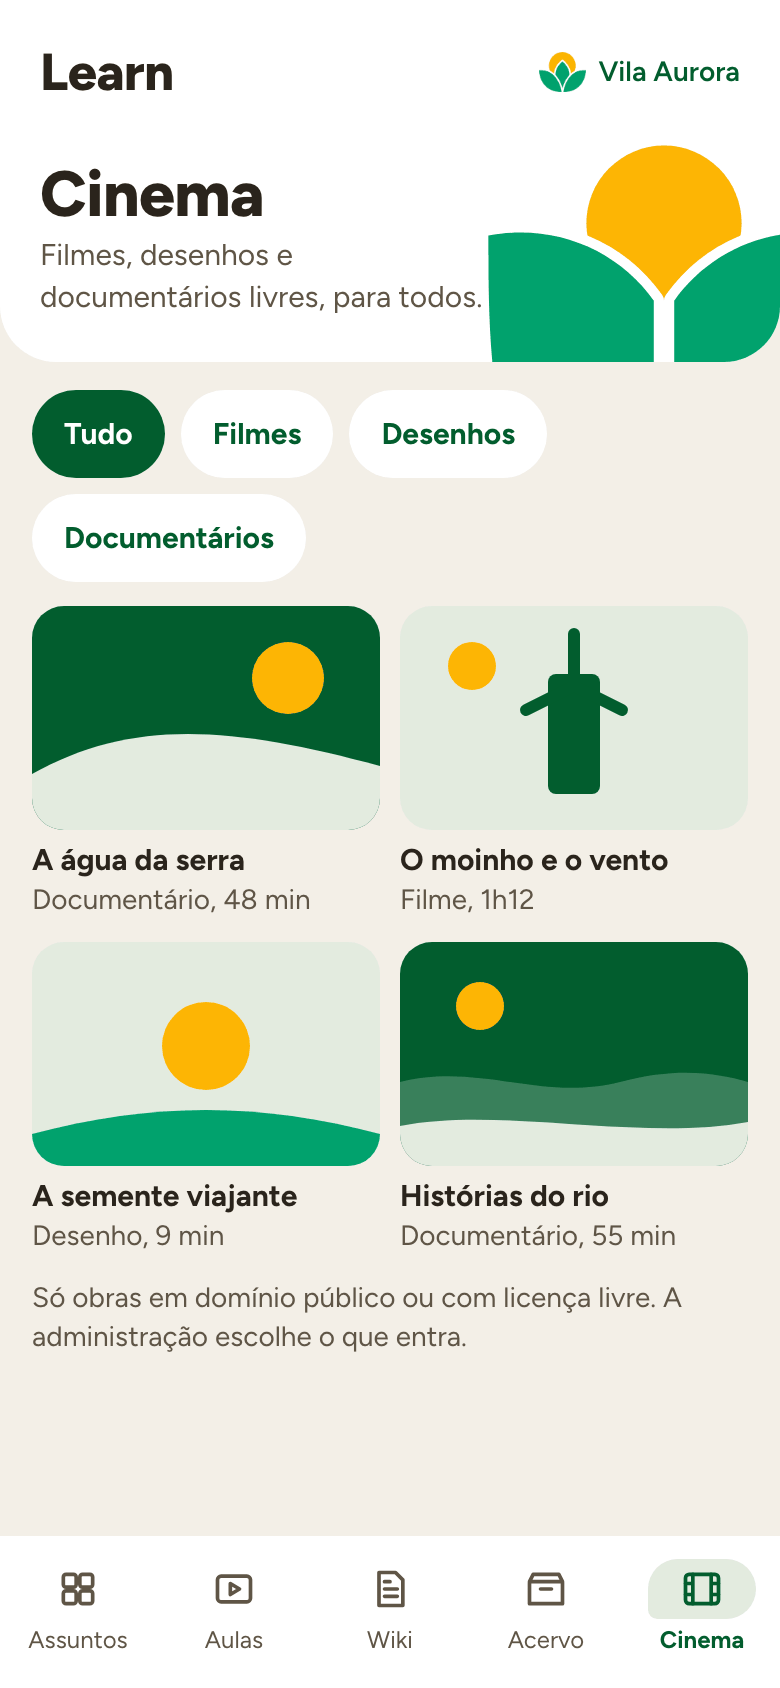 Learn
Vila Aurora
Cinema
Filmes, desenhos e
documentários livres, para todos.
Tudo
Filmes
Desenhos
Documentários
A água da serra
Documentário, 48 min
O moinho e o vento
Filme, 1h12
A semente viajante
Desenho, 9 min
Histórias do rio
Documentário, 55 min
Só obras em domínio público ou com licença livre. A
administração escolhe o que entra.
Assuntos
Aulas
Wiki
Acervo
Cinema